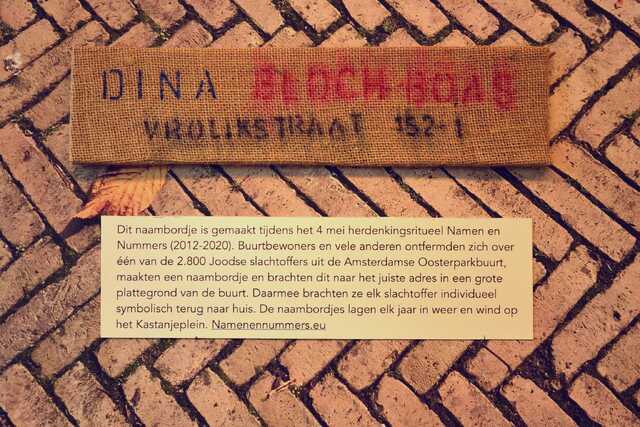 DINA BLOCH-BOAS
VROLIKSTRAAT 152-I
Dit naambordje is gemaakt tijdens het 4 mei herdenkingsritueel Namen en
Nummers (2012-2020). Buurtbewoners en vele anderen ontfermden zich over
één van de 2.800 Joodse slachtoffers uit de Amsterdamse Oosterparkbuurt,
maakten een naambordje en brachten dit naar het juiste adres in een grote
plattegrond van de buurt. Daarmee brachten ze elk slachtoffer individueel
symbolisch terug naar huis. De naambordjes lagen elk jaar in weer en wind op
het Kastanjeplein. Namenennummers.eu